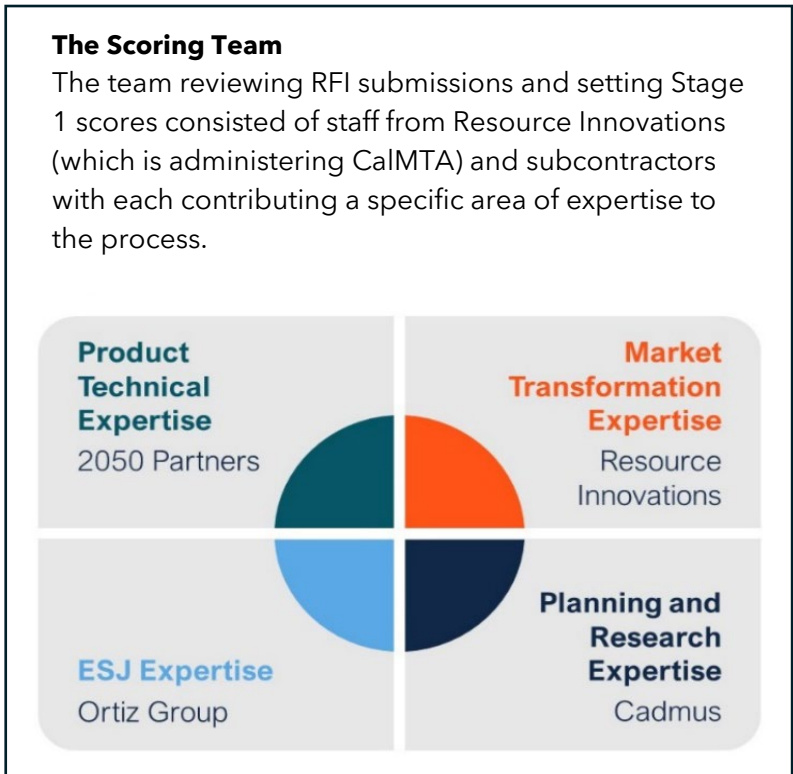 The Scoring Team
The team reviewing RFI submissions and setting Stage
1 scores consisted of staff from Resource Innovations
(which is administering CalMTA) and subcontractors
with each contributing a specific area of expertise to
the process.
Product
Technical
Expertise
2050 Partners
Market
Transformation
Expertise
Resource
Innovations
ESJ Expertise
Ortiz Group
Planning and
Research
Expertise
Cadmus